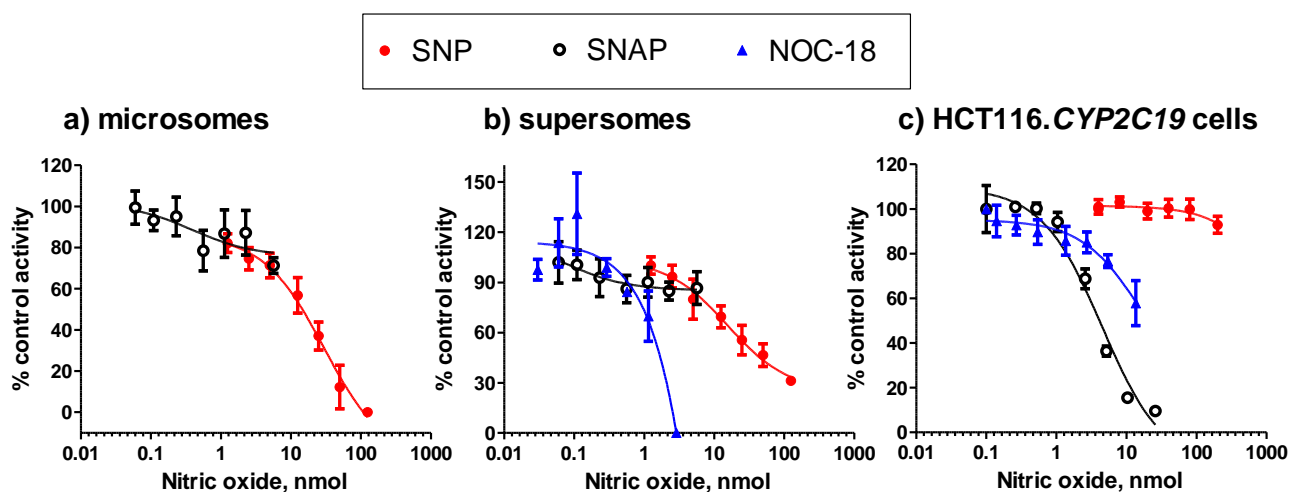 SNP SNAP NOC-18
a) microsomes
b) supersomes
c) HCT116.CYP2C19 cells
% control activity
120
100
80
60
40
20
0
0.01 0.1 1 10 100 1000
Nitric oxide, nmol
% control activity
150
120
90
60
30
0
0.01 0.1 1 10 100 1000
Nitric oxide, nmol
% control activity
120
100
80
60
40
20
0
0.01 0.1 1 10 100 1000
Nitric oxide, nmol